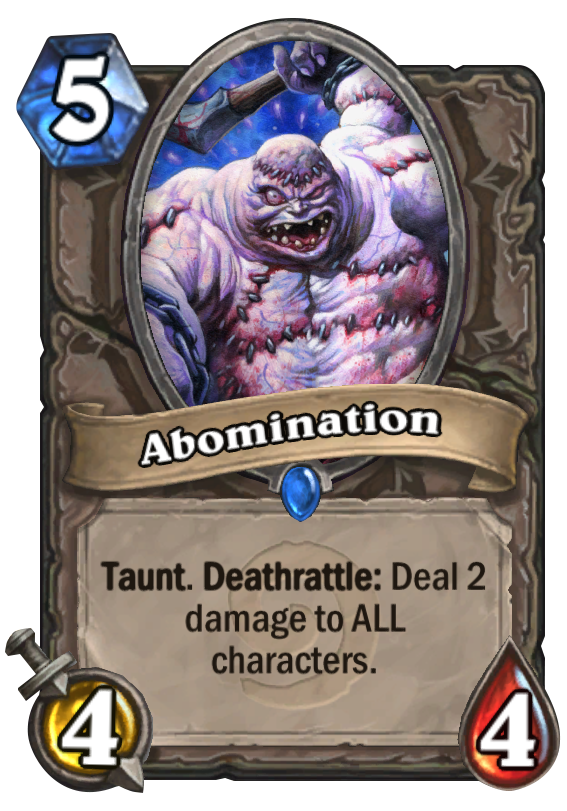 5
Abomination
Taunt. Deathrattle: Deal 2
damage to ALL
characters.
4
4